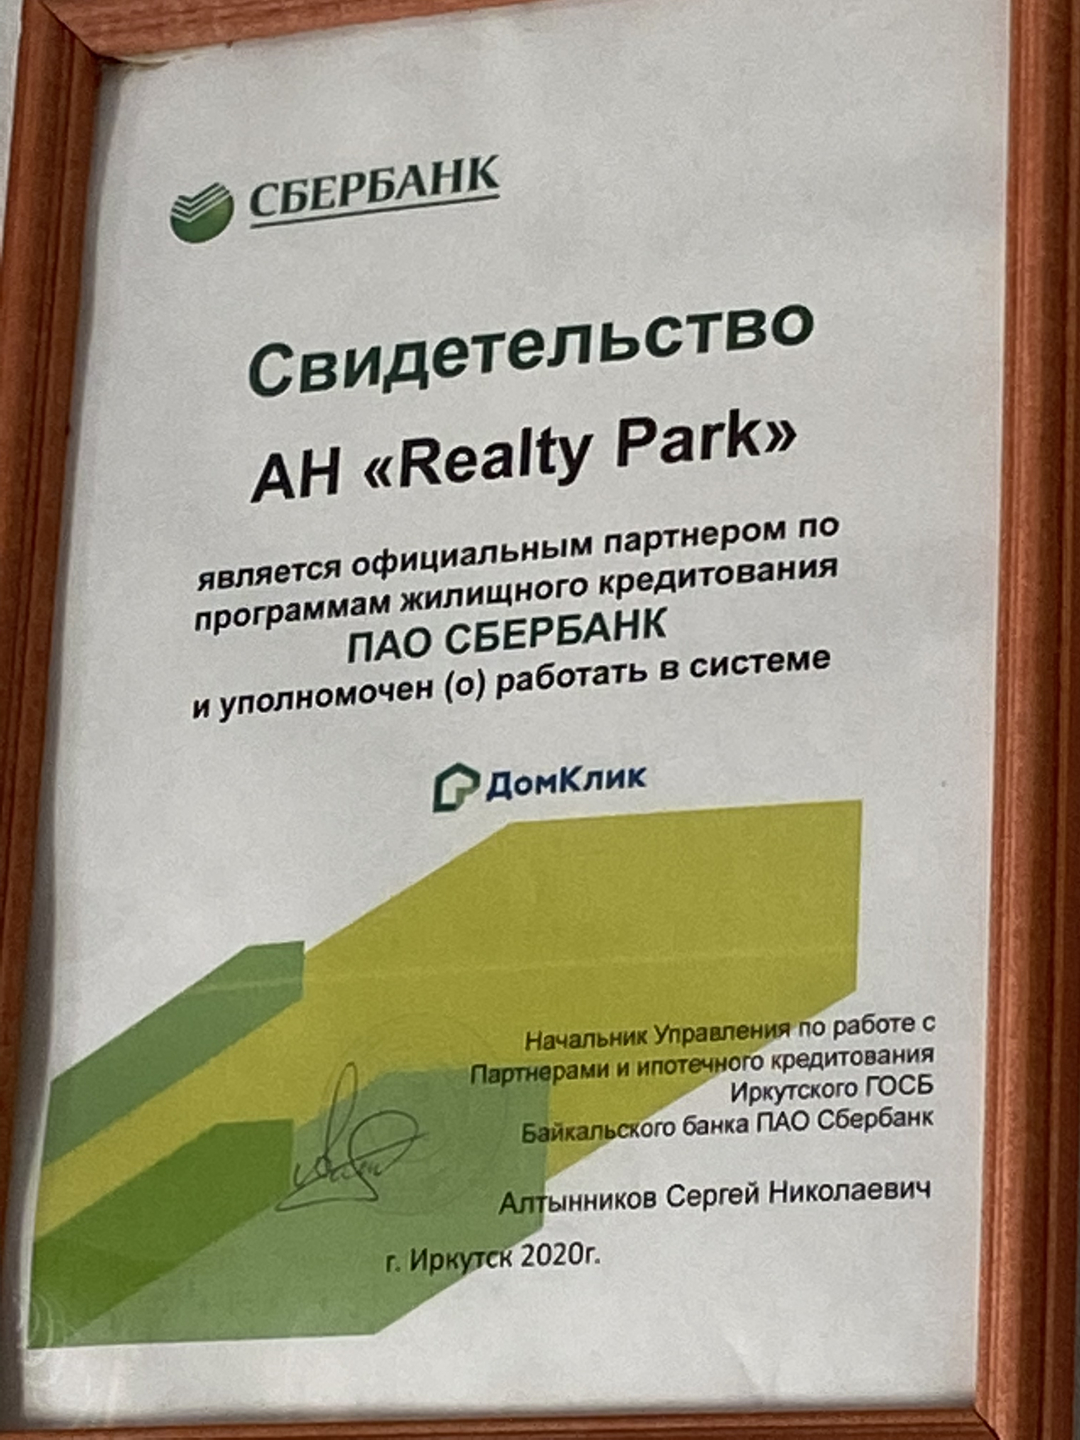 СБЕРБАНК
Свидетельство
АН «Realty Park»
является официальным партнером по
программам жилищного кредитования
ПАО СБЕРБАНК
и уполномочен (о) работать в системе
ДомКлик
Начальник Управления по работе с
Партнерами и ипотечного кредитования
Иркутского ГОСБ
Байкальского банка ПАО Сбербанк
Алтынников Сергей Николаевич
г. Иркутск 2020г.